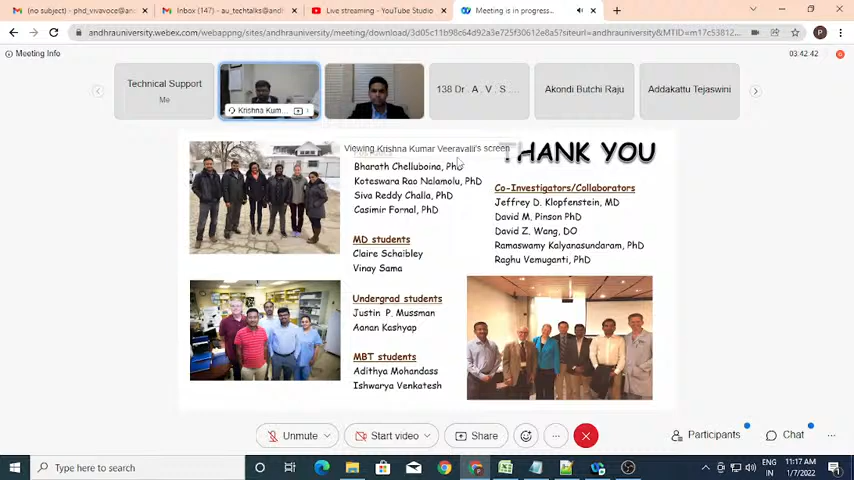 (no subject) - phd_vivavoce@an
Inbox (147) - au_techtalks@andh
Live streaming - YouTube Studio
Meeting is in progress...
andhrauniversity.webex.com/webappng/sites/andhrauniversity/meeting/download/3d05c11b16c64d92a3e725f30612e8a5?siteurl=andhrauniversity&MTID=m17c53812...
P
Meeting Info
03:42:42
Technical Support
Me
Krishna Kum...
138 Dr . A . V . S ...
Akondi Butchi Raju
Addakattu Tejaswini
Viewing Krishna Kumar Veeravalli's screen
THANK YOU
Bharath Chelluboina, PhD
Koteswara Rao Nalamolu, PhD
Siva Reddy Challa, PhD
Casimir Fornal, PhD
MD students
Claire Schaibley
Vinay Sama
Undergrad students
Justin P. Mussman
Aanan Kashyap
MBT students
Adithya Mohandass
Ishwarya Venkatesh
Co-Investigators/Collaborators
Jeffrey D. Klopfenstein, MD
David M. Pinson PhD
David Z. Wang, DO
Ramaswamy Kalyanasundaram, PhD
Raghu Vemuganti, PhD
Unmute
Start video
Share
Participants
Chat
Type here to search
ENG
IN
11:17 AM
1/7/2022